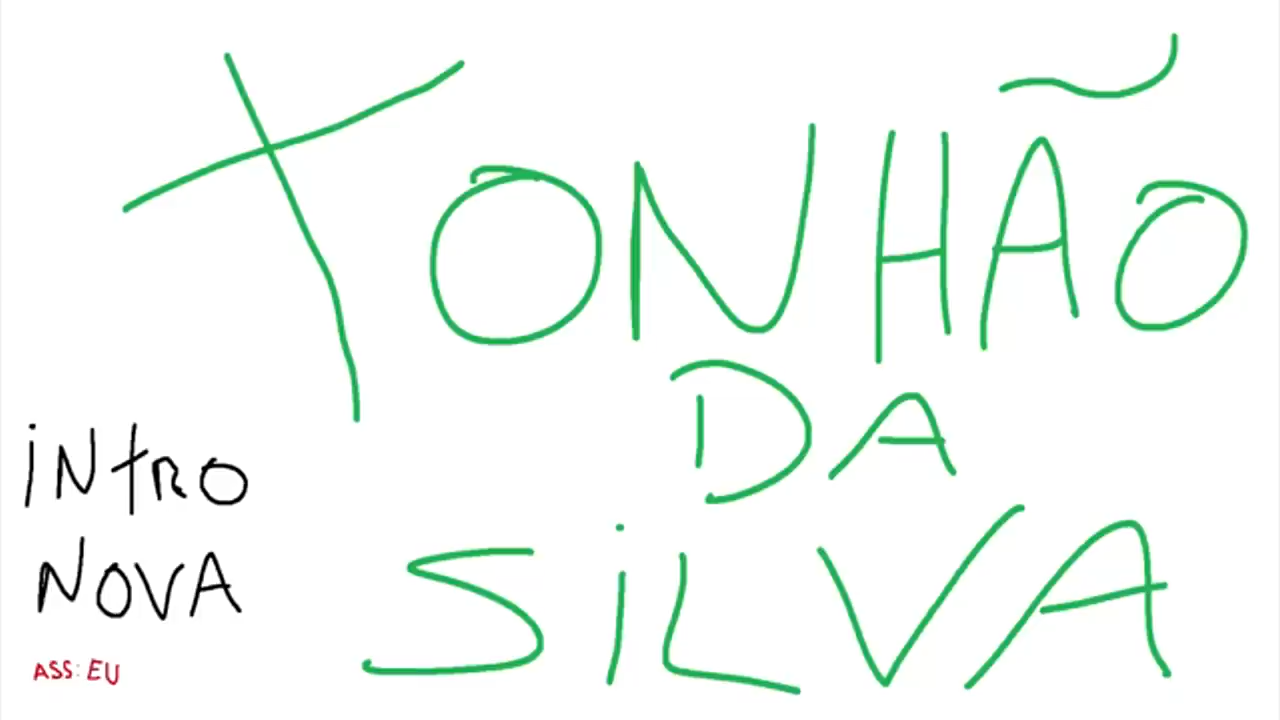 TONHÃO
DA
SiLVA
iNtRO
NOVA
ASS: EU